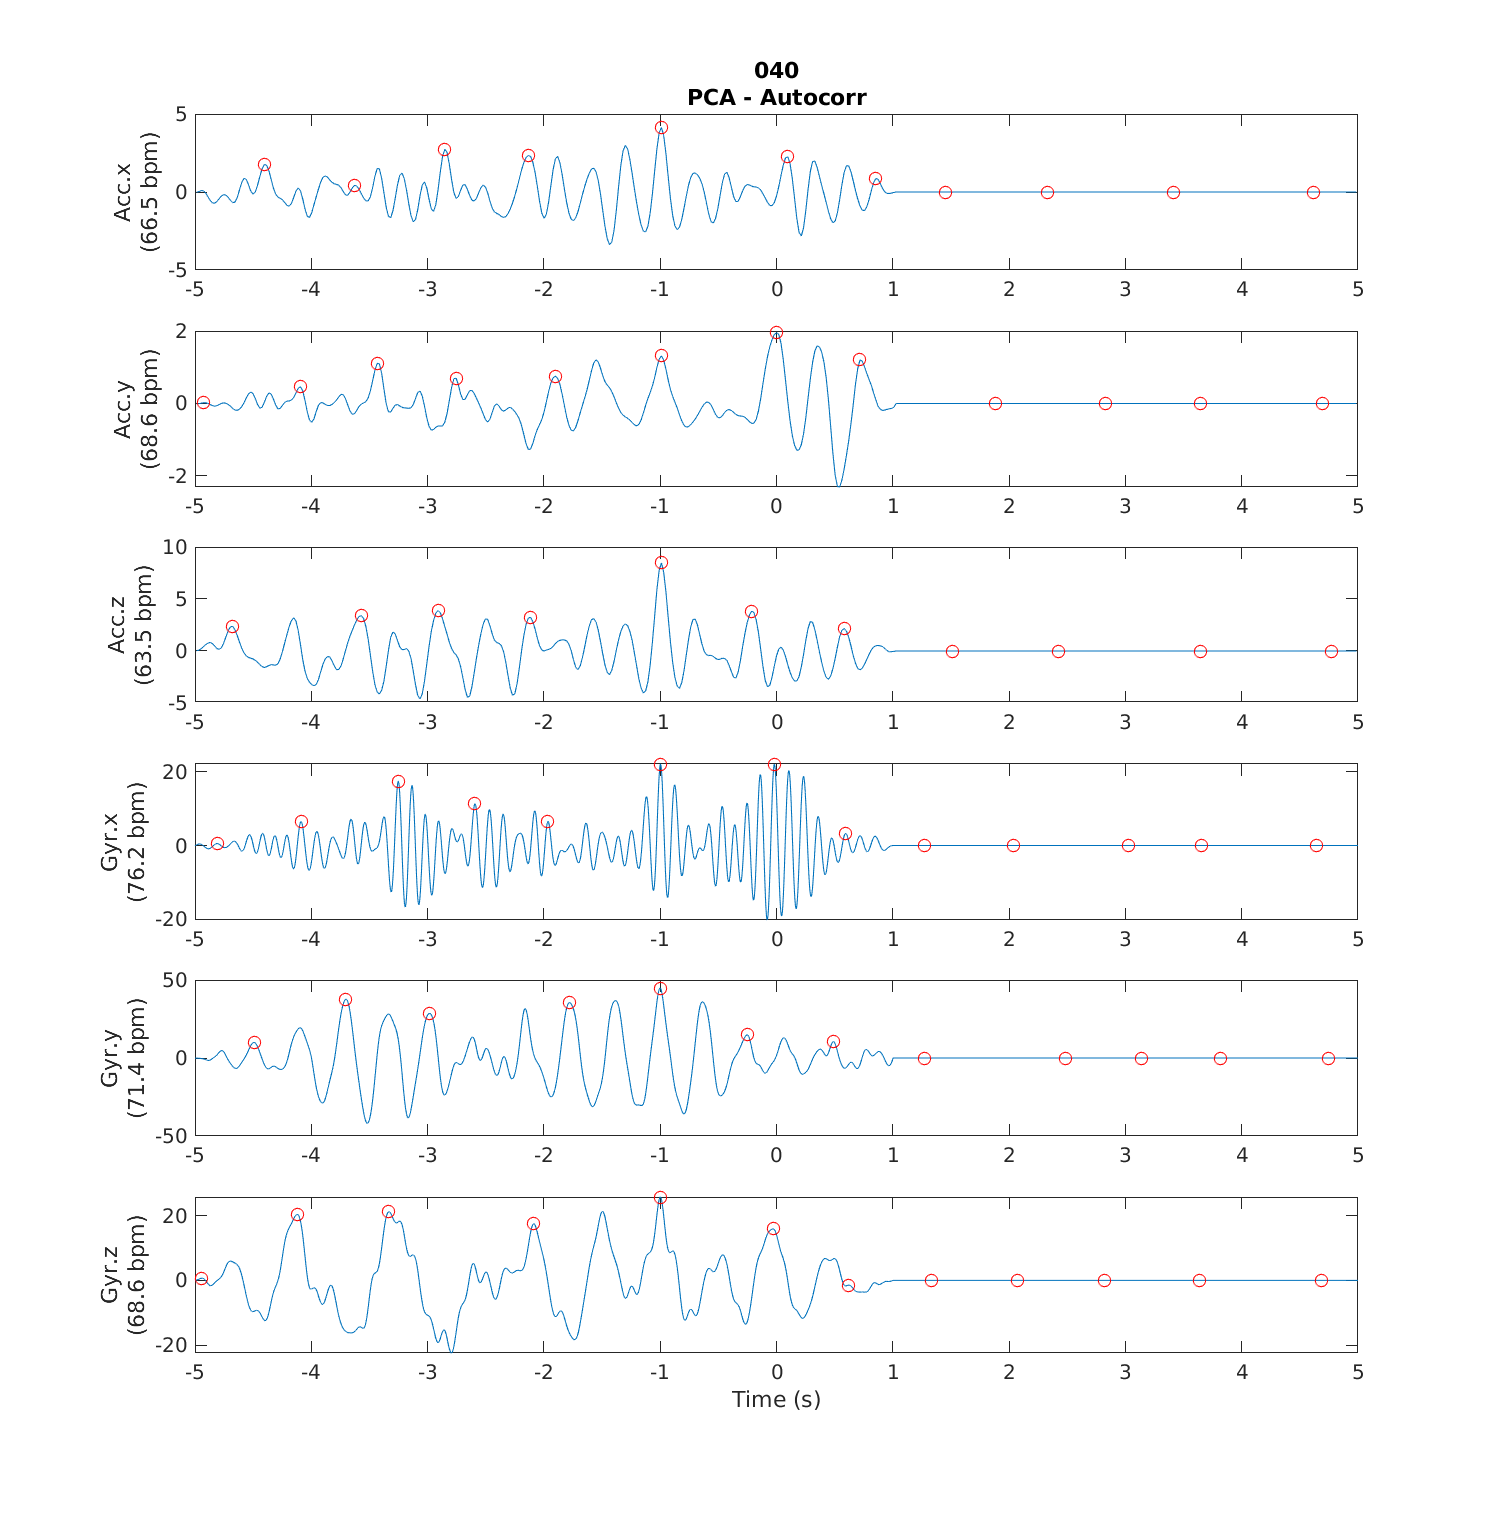 040
PCA - Autocorr
Acc.x
(66.5 bpm)
5
0
-5
-5 -4 -3 -2 -1 0 1 2 3 4 5
Acc.y
(68.6 bpm)
2
0
-2
-5 -4 -3 -2 -1 0 1 2 3 4 5
Acc.z
(63.5 bpm)
10
5
0
-5
-5 -4 -3 -2 -1 0 1 2 3 4 5
Gyr.x
(76.2 bpm)
20
0
-20
-5 -4 -3 -2 -1 0 1 2 3 4 5
Gyr.y
(71.4 bpm)
50
0
-50
-5 -4 -3 -2 -1 0 1 2 3 4 5
Gyr.z
(68.6 bpm)
20
0
-20
-5 -4 -3 -2 -1 0 1 2 3 4 5
Time (s)